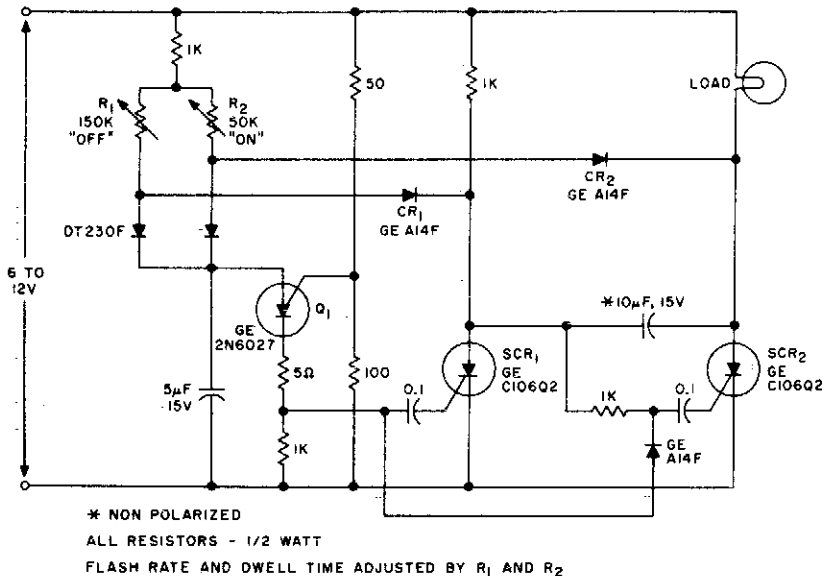 1K
50
1K
LOAD
R1
150K
"OFF"
R2
50K
"ON"
CR2
GE A14F
CR1
GE A14F
DT230F
6 TO
12V
Q1
GE
2N6027
*10µF, 15V
SCR1
GE
C106Q2
SCR2
GE
C106Q2
5Ω
100
0.1
5µF
15V
1K
0.1
1K
GE
A14F
* NON POLARIZED
ALL RESISTORS - 1/2 WATT
FLASH RATE AND DWELL TIME ADJUSTED BY R1 AND R2